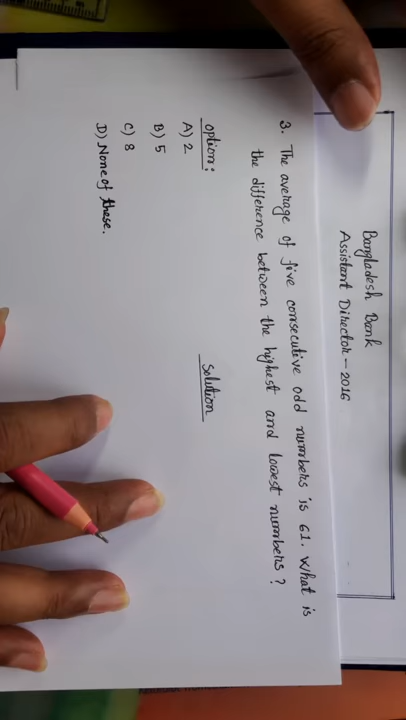 Bangladesh Bank
Assistant Director - 2016
3. The average of five consecutive odd numbers is 61. What is
the difference between the highest and lowest numbers?
option:
A) 2
B) 5
C) 8
D) None of these.
Solution